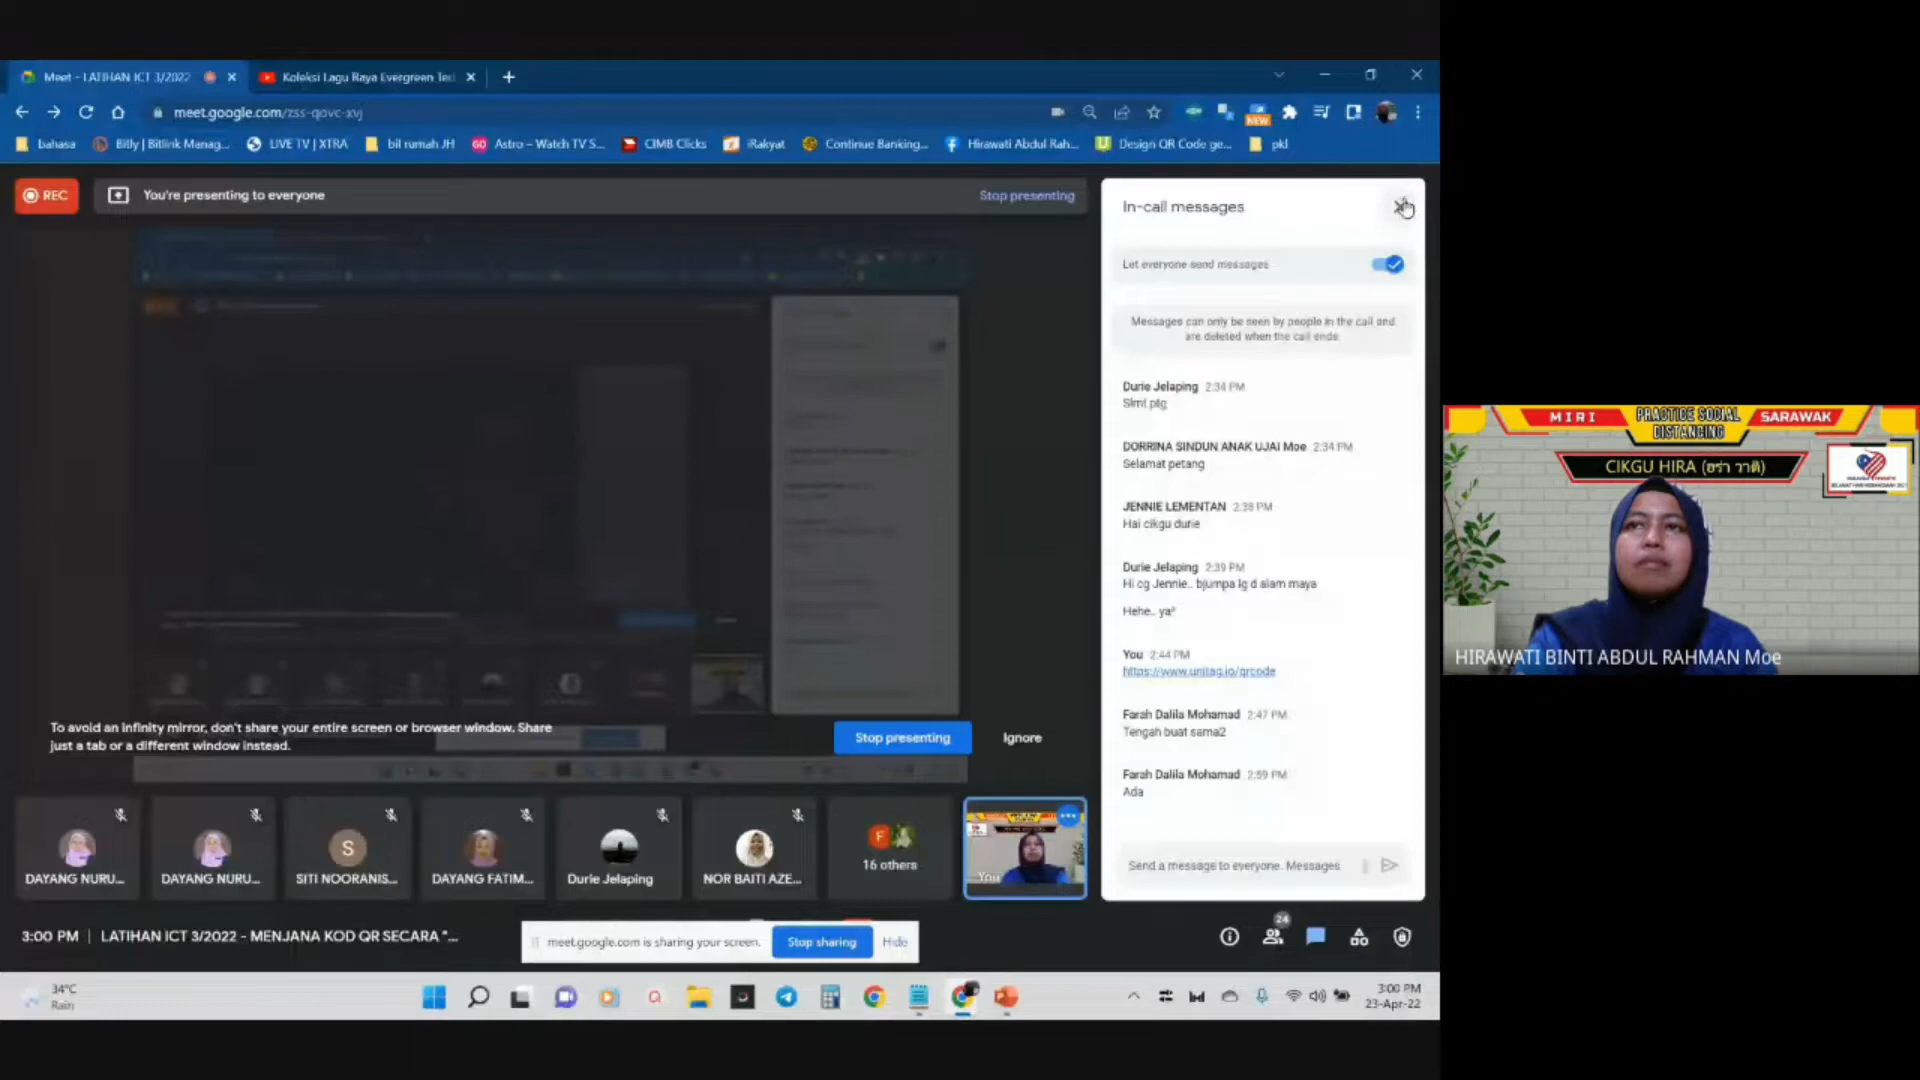 Meet - LATIHAN ICT 3/2022
Koleksi Lagu Raya Evergreen Ter
meet.google.com/zss-qovc-xvj
NEW
bahasa
Bitly | Bitlink Manag...
LIVE TV | XTRA
bil rumah JH
GO
Astro – Watch TV S...
CIMB Clicks
iRakyat
Continue Banking...
Hirawati Abdul Rah...
Design QR Code ge...
pkl
REC
You're presenting to everyone
Stop presenting
In-call messages
Let everyone send messages
Messages can only be seen by people in the call and
are deleted when the call ends
Durie Jelaping 2:34 PM
Slmt ptg
DORRINA SINDUN ANAK UJAI Moe 2:34 PM
Selamat petang
JENNIE LEMENTAN 2:38 PM
Hai cikgu durie
Durie Jelaping 2:39 PM
Hi cg Jennie.. bjumpa lg d alam maya
Hehe.. ya²
You 2:44 PM
https://www.unitag.io/qrcode
Farah Dalila Mohamad 2:47 PM
Tengah buat sama2
Farah Dalila Mohamad 2:59 PM
Ada
Send a message to everyone. Messages
To avoid an infinity mirror, don't share your entire screen or browser window. Share
just a tab or a different window instead.
Stop presenting
Ignore
DAYANG NURU...
DAYANG NURU...
S
SITI NOORANIS...
DAYANG FATIM...
Durie Jelaping
NOR BAITI AZE...
F
16 others
You
3:00 PM | LATIHAN ICT 3/2022 - MENJANA KOD QR SECARA "...
meet.google.com is sharing your screen.
Stop sharing
Hide
24
34°C
Rain
3:00 PM
23-Apr-22
MIRI
PRACTICE SOCIAL
DISTANCING
SARAWAK
CIKGU HIRA (ฮิร่า วาตี)
HIRAWATI BINTI ABDUL RAHMAN Moe